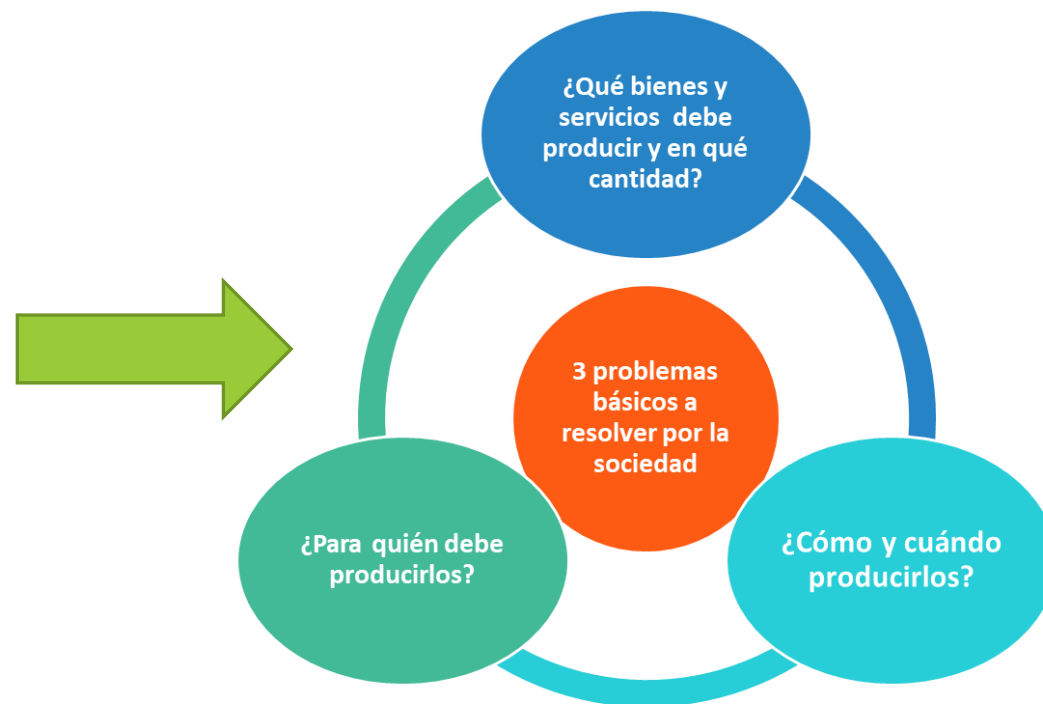 ¿Qué bienes y
servicios debe
producir y en qué
cantidad?
3 problemas
básicos a
resolver por la
sociedad
¿Para quién debe
producirlos?
¿Cómo y cuándo
producirlos?